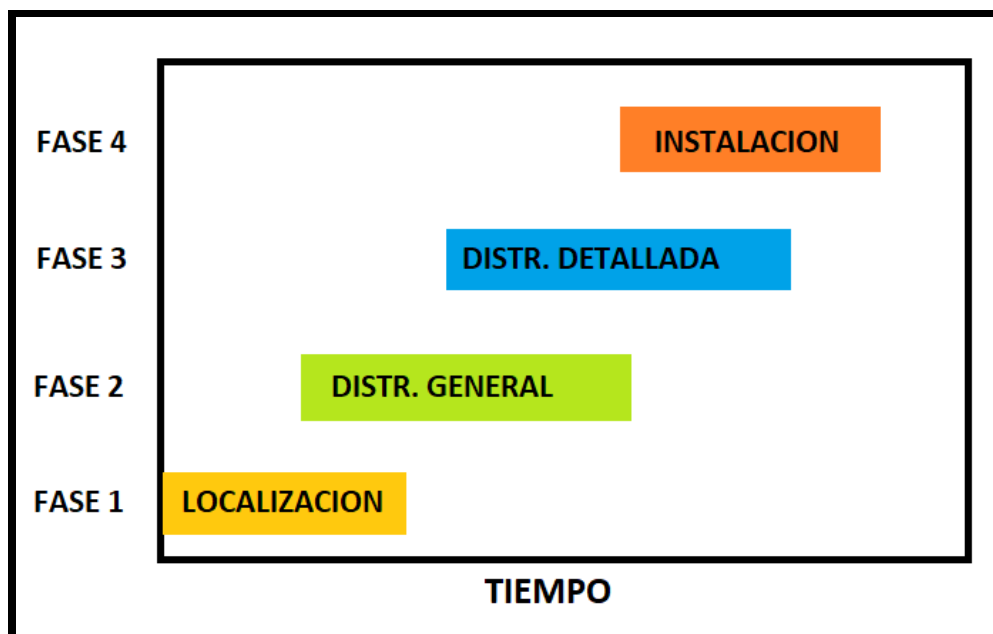 FASE 4
INSTALACION
FASE 3
DISTR. DETALLADA
FASE 2
DISTR. GENERAL
FASE 1
LOCALIZACION
TIEMPO